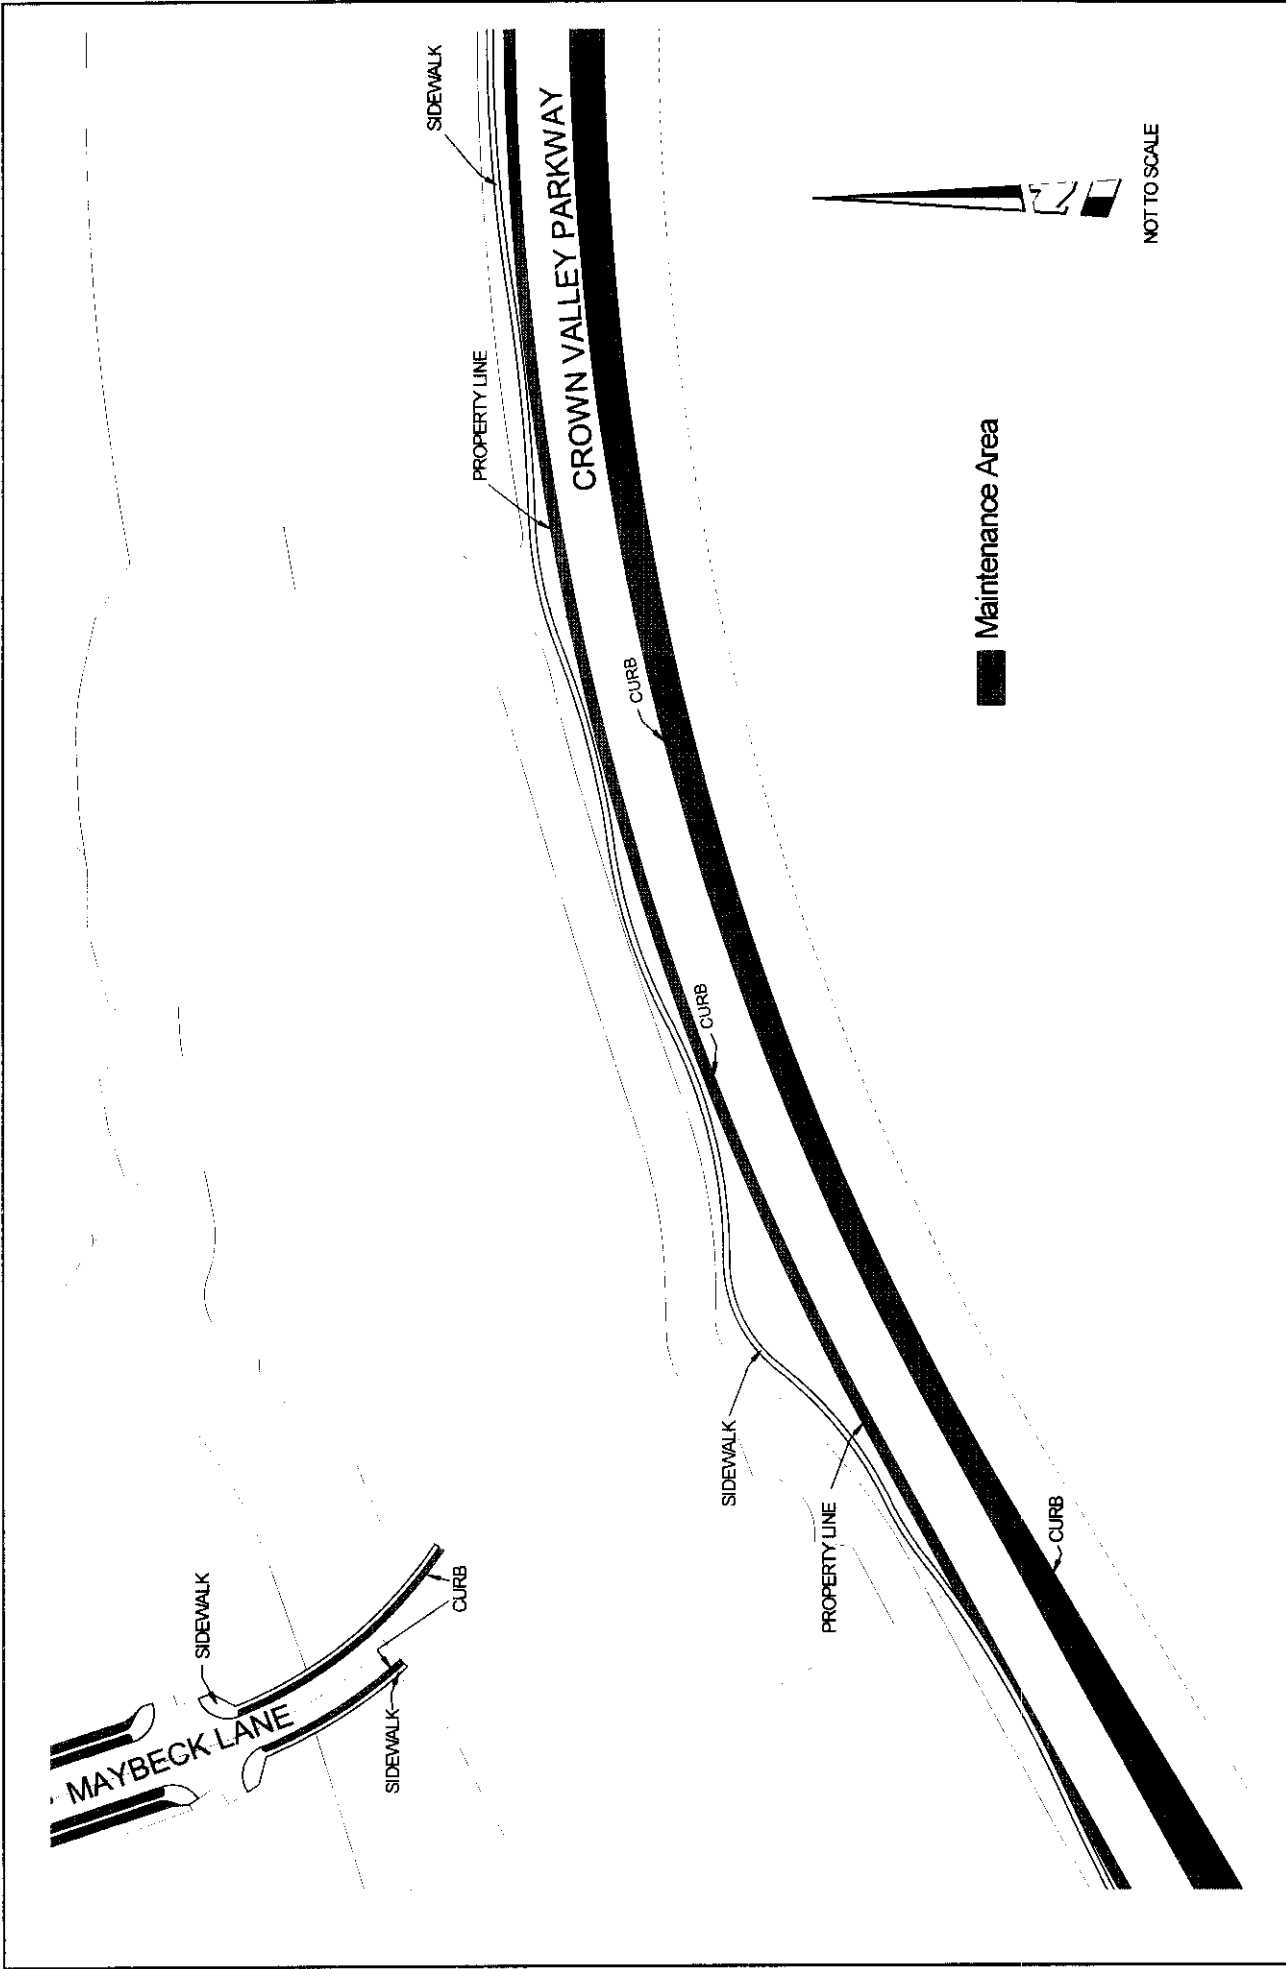 SIDEWALK
CROWN VALLEY PARKWAY
PROPERTY LINE
NOT TO SCALE
Maintenance Area
CURB
CURB
SIDEWALK
PROPERTY LINE
CURB
SIDEWALK
CURB
MAYBECK LANE
SIDEWALK